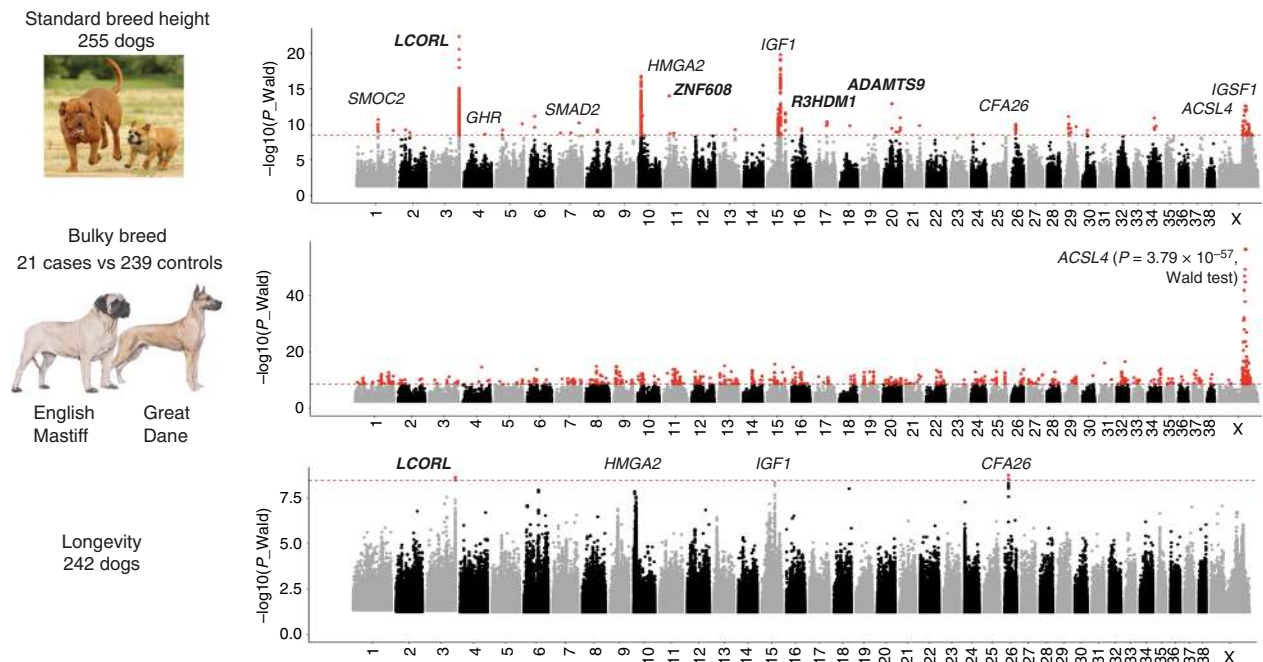 Standard breed height
255 dogs
−log10(P_Wald)
20
15
10
5
0
SMOC2
LCORL
GHR
SMAD2
HMGA2
ZNF608
IGF1
R3HDM1
ADAMTS9
CFA26
IGSF1
ACSL4
1 2 3 4 5 6 7 8 9 10 11 12 13 14 15 16 17 18 19 20 21 22 23 24 25 26 27 28 29 30 31 32 33 34 35 36 37 38 X
Bulky breed
21 cases vs 239 controls
English
Mastiff
Great
Dane
−log10(P_Wald)
40
20
0
ACSL4 (P = 3.79 × 10⁻⁵⁷,
Wald test)
1 2 3 4 5 6 7 8 9 10 11 12 13 14 15 16 17 18 19 20 21 22 23 24 25 26 27 28 29 30 31 32 33 34 35 36 37 38 X
Longevity
242 dogs
−log10(P_Wald)
7.5
5.0
2.5
0.0
LCORL
HMGA2
IGF1
CFA26
1 2 3 4 5 6 7 8 9 10 11 12 13 14 15 16 17 18 19 20 21 22 23 24 25 26 27 28 29 30 31 32 33 34 35 36 37 38 X